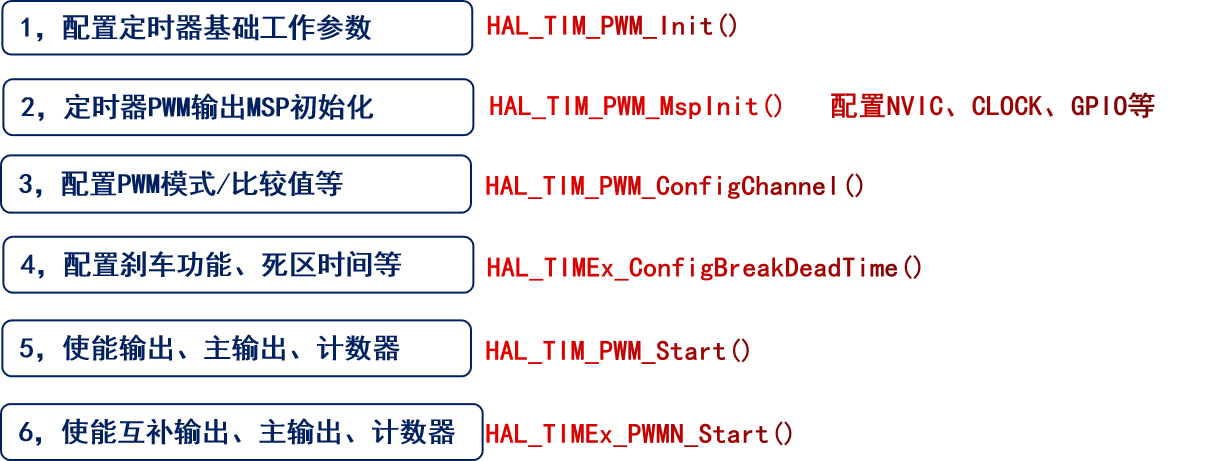 1，配置定时器基础工作参数 HAL_TIM_PWM_Init()
2，定时器PWM输出MSP初始化 HAL_TIM_PWM_MspInit() 配置NVIC、CLOCK、GPIO等
3，配置PWM模式/比较值等 HAL_TIM_PWM_ConfigChannel()
4，配置刹车功能、死区时间等 HAL_TIMEx_ConfigBreakDeadTime()
5，使能输出、主输出、计数器 HAL_TIM_PWM_Start()
6，使能互补输出、主输出、计数器 HAL_TIMEx_PWMN_Start()